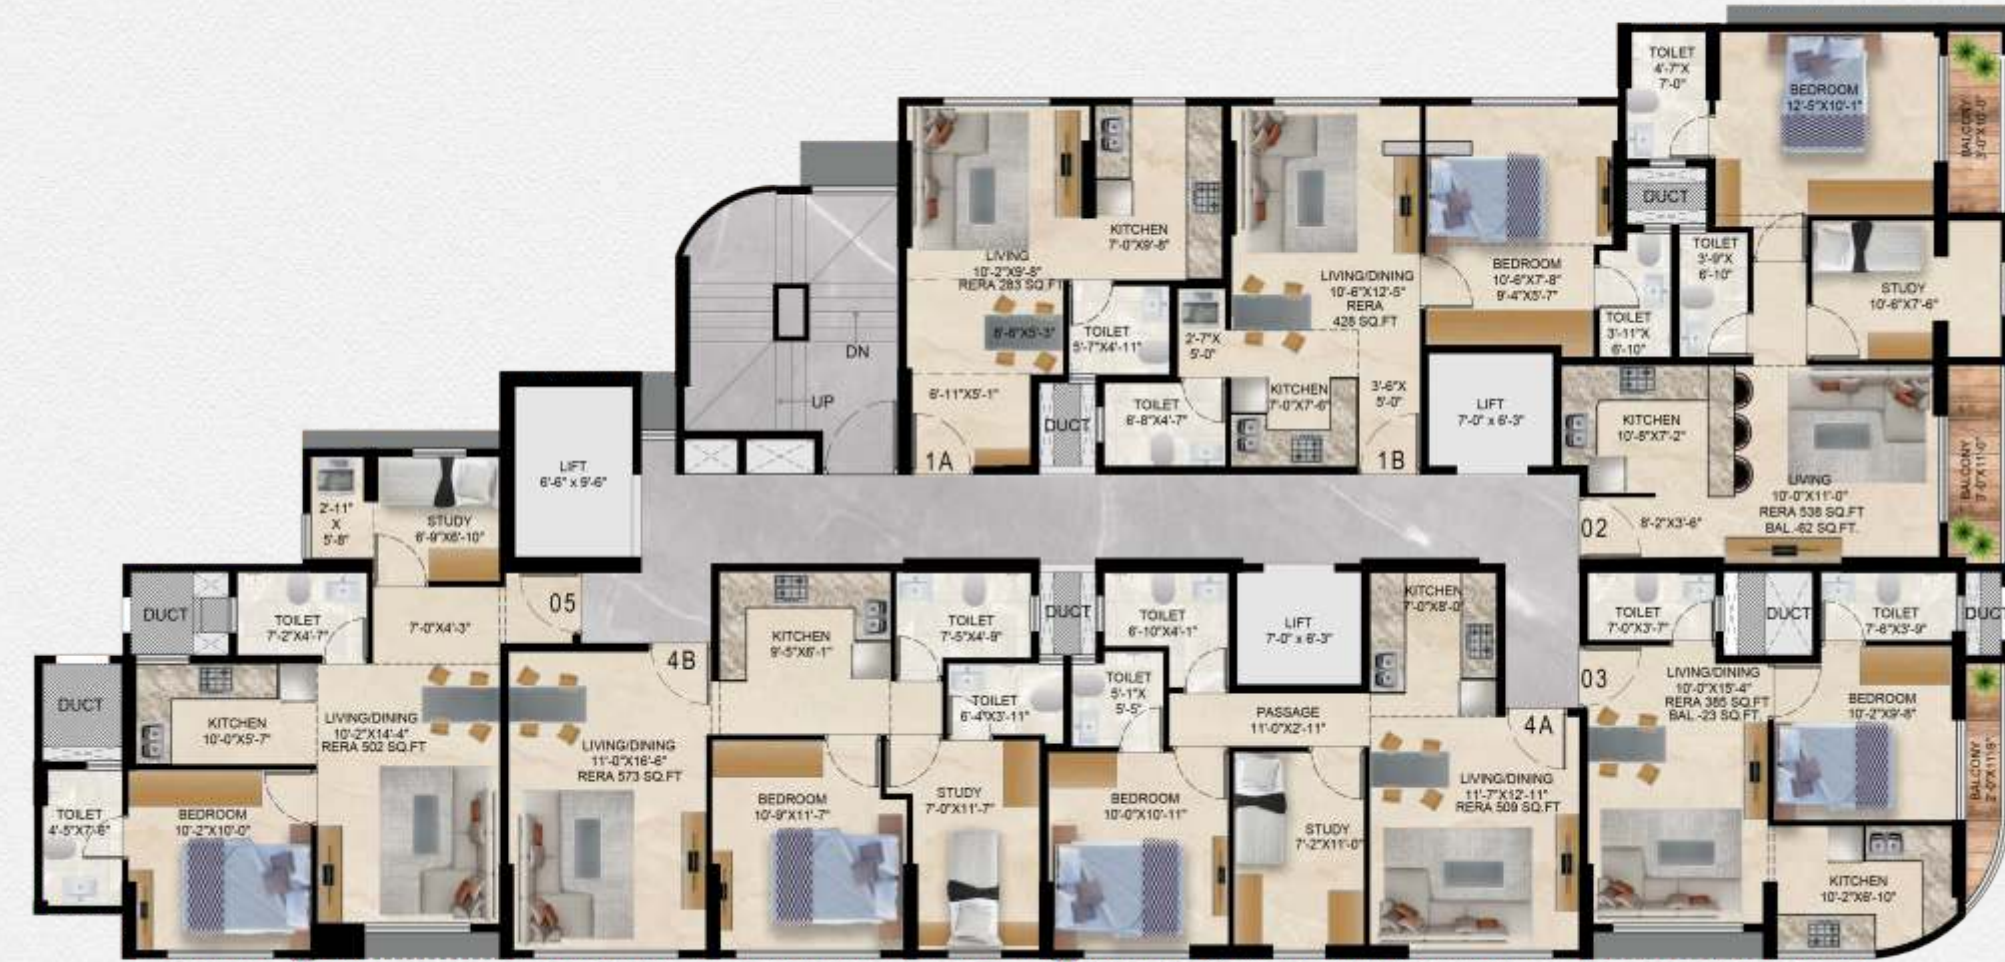 TOILET
4'-7"X
7'-0"
BEDROOM
12'-5"X10'-1"
BALCONY
3'-0"X10'-0"
DUCT
KITCHEN
7'-0"X9'-8"
LIVING
10'-2"X9'-8"
RERA 283 SQ.FT
TOILET
5'-7"X4'-11"
6'-11"X5'-1"
1A
DUCT
TOILET
6'-8"X4'-7"
2'-7"X
5'-0"
LIVING/DINING
10'-6"X12'-5"
RERA
428 SQ.FT
KITCHEN
7'-0"X7'-6"
3'-6"X
5'-0"
1B
BEDROOM
10'-6"X7'-8"
9'-4"X5'-7"
TOILET
3'-11"X
6'-10"
TOILET
3'-9"X
6'-10"
STUDY
10'-6"X7'-6"
DN
UP
LIFT
7'-0" x 6'-3"
KITCHEN
10'-8"X7'-2"
LIVING
10'-0"X11'-0"
RERA 538 SQ.FT
BAL.-62 SQ.FT.
BALCONY
3'-0"X11'-0"
02
8'-2"X3'-6"
LIFT
6'-6" x 9'-6"
2'-11"
X
5'-8"
STUDY
6'-9"X6'-10"
DUCT
TOILET
7'-2"X4'-7"
7'-0"X4'-3"
05
DUCT
KITCHEN
10'-0"X5'-7"
LIVING/DINING
10'-2"X14'-4"
RERA 502 SQ.FT
TOILET
4'-5"X7'-6"
BEDROOM
10'-2"X10'-0"
4B
LIVING/DINING
11'-0"X16'-6"
RERA 573 SQ.FT
KITCHEN
9'-5"X8'-1"
TOILET
7'-5"X4'-9"
DUCT
TOILET
6'-4"X3'-11"
BEDROOM
10'-9"X11'-7"
STUDY
7'-0"X11'-7"
TOILET
6'-10"X4'-1"
TOILET
5'-1"X
5'-5"
LIFT
7'-0" x 6'-3"
PASSAGE
11'-0"X2'-11"
BEDROOM
10'-0"X10'-11"
STUDY
7'-2"X11'-0"
KITCHEN
7'-0"X8'-0"
4A
LIVING/DINING
11'-7"X12'-11"
RERA 509 SQ.FT
TOILET
7'-0"X3'-7"
DUCT
TOILET
7'-6"X3'-9"
DUCT
03
LIVING/DINING
10'-0"X15'-4"
RERA 385 SQ.FT
BAL.-23 SQ.FT.
BEDROOM
10'-2"X9'-8"
BALCONY
KITCHEN
10'-2"X6'-10"